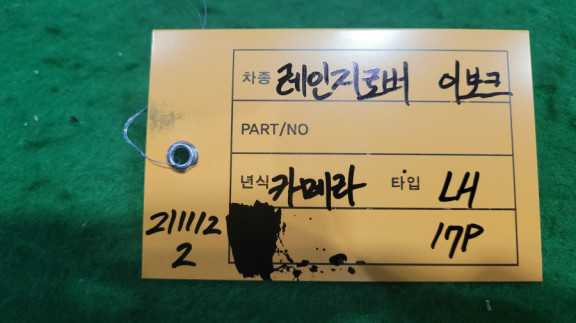 차종 레인지로버 이보크
PART/NO
년식 카메라 타입 LH
211112
2
17P